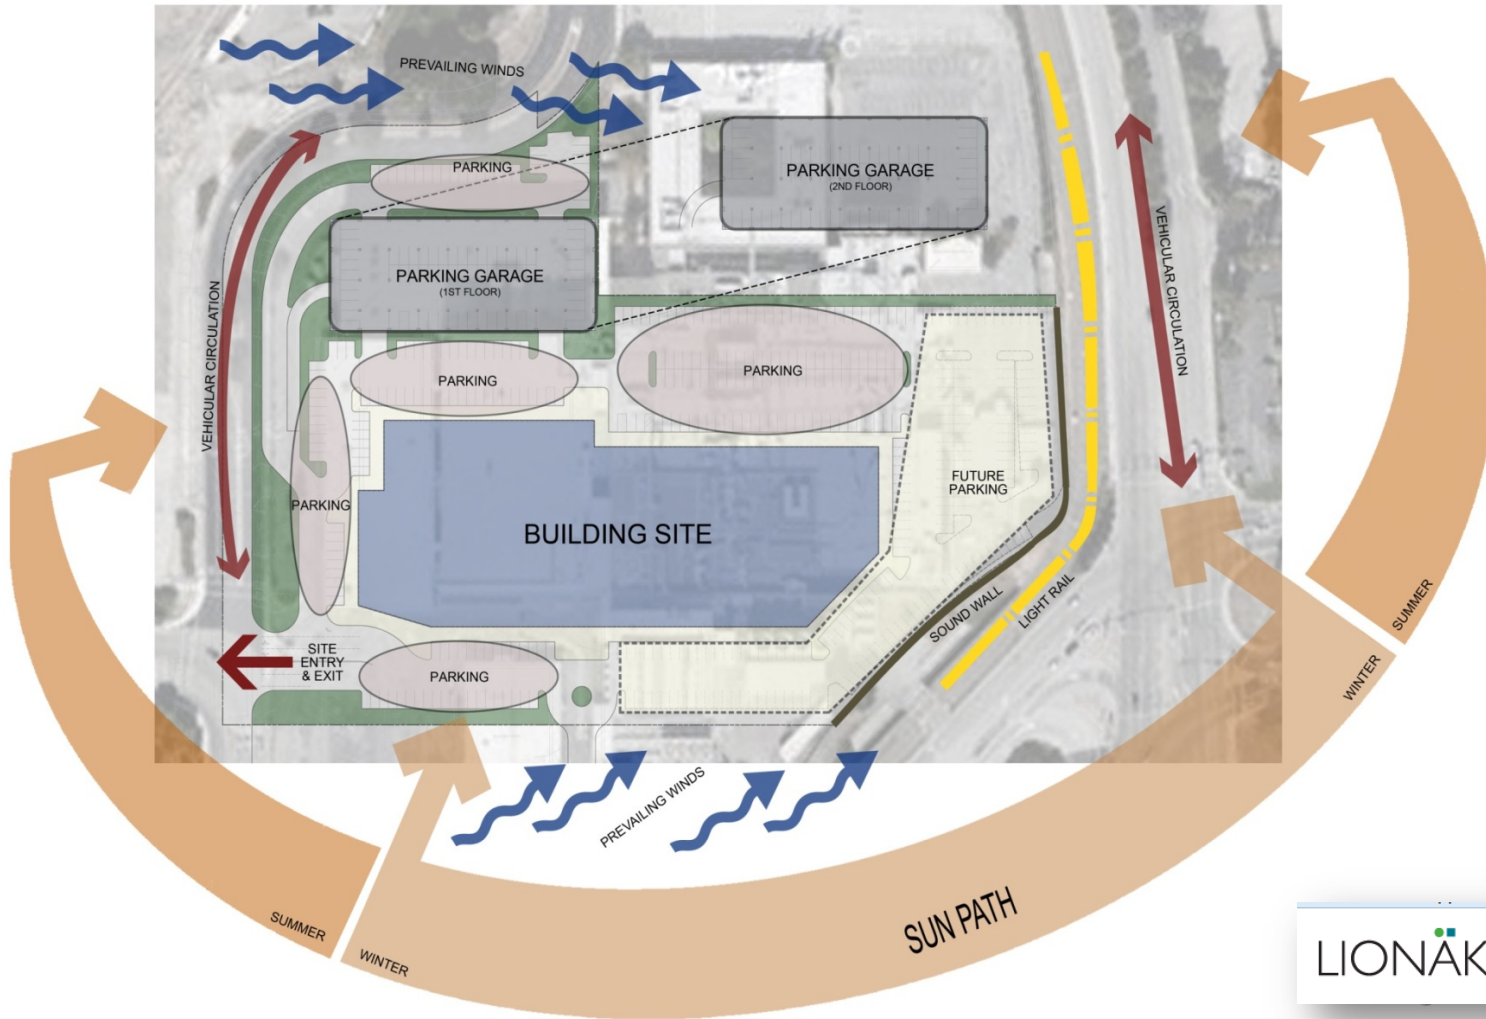 PREVAILING WINDS
PARKING
PARKING GARAGE
(2ND FLOOR)
VEHICULAR CIRCULATION
PARKING GARAGE
(1ST FLOOR)
VEHICULAR CIRCULATION
PARKING
PARKING
FUTURE
PARKING
PARKING
BUILDING SITE
SOUND WALL
LIGHT RAIL
SUMMER
SITE
ENTRY
& EXIT
PARKING
WINTER
PREVAILING WINDS
SUMMER
WINTER
SUN PATH
LIONÄK